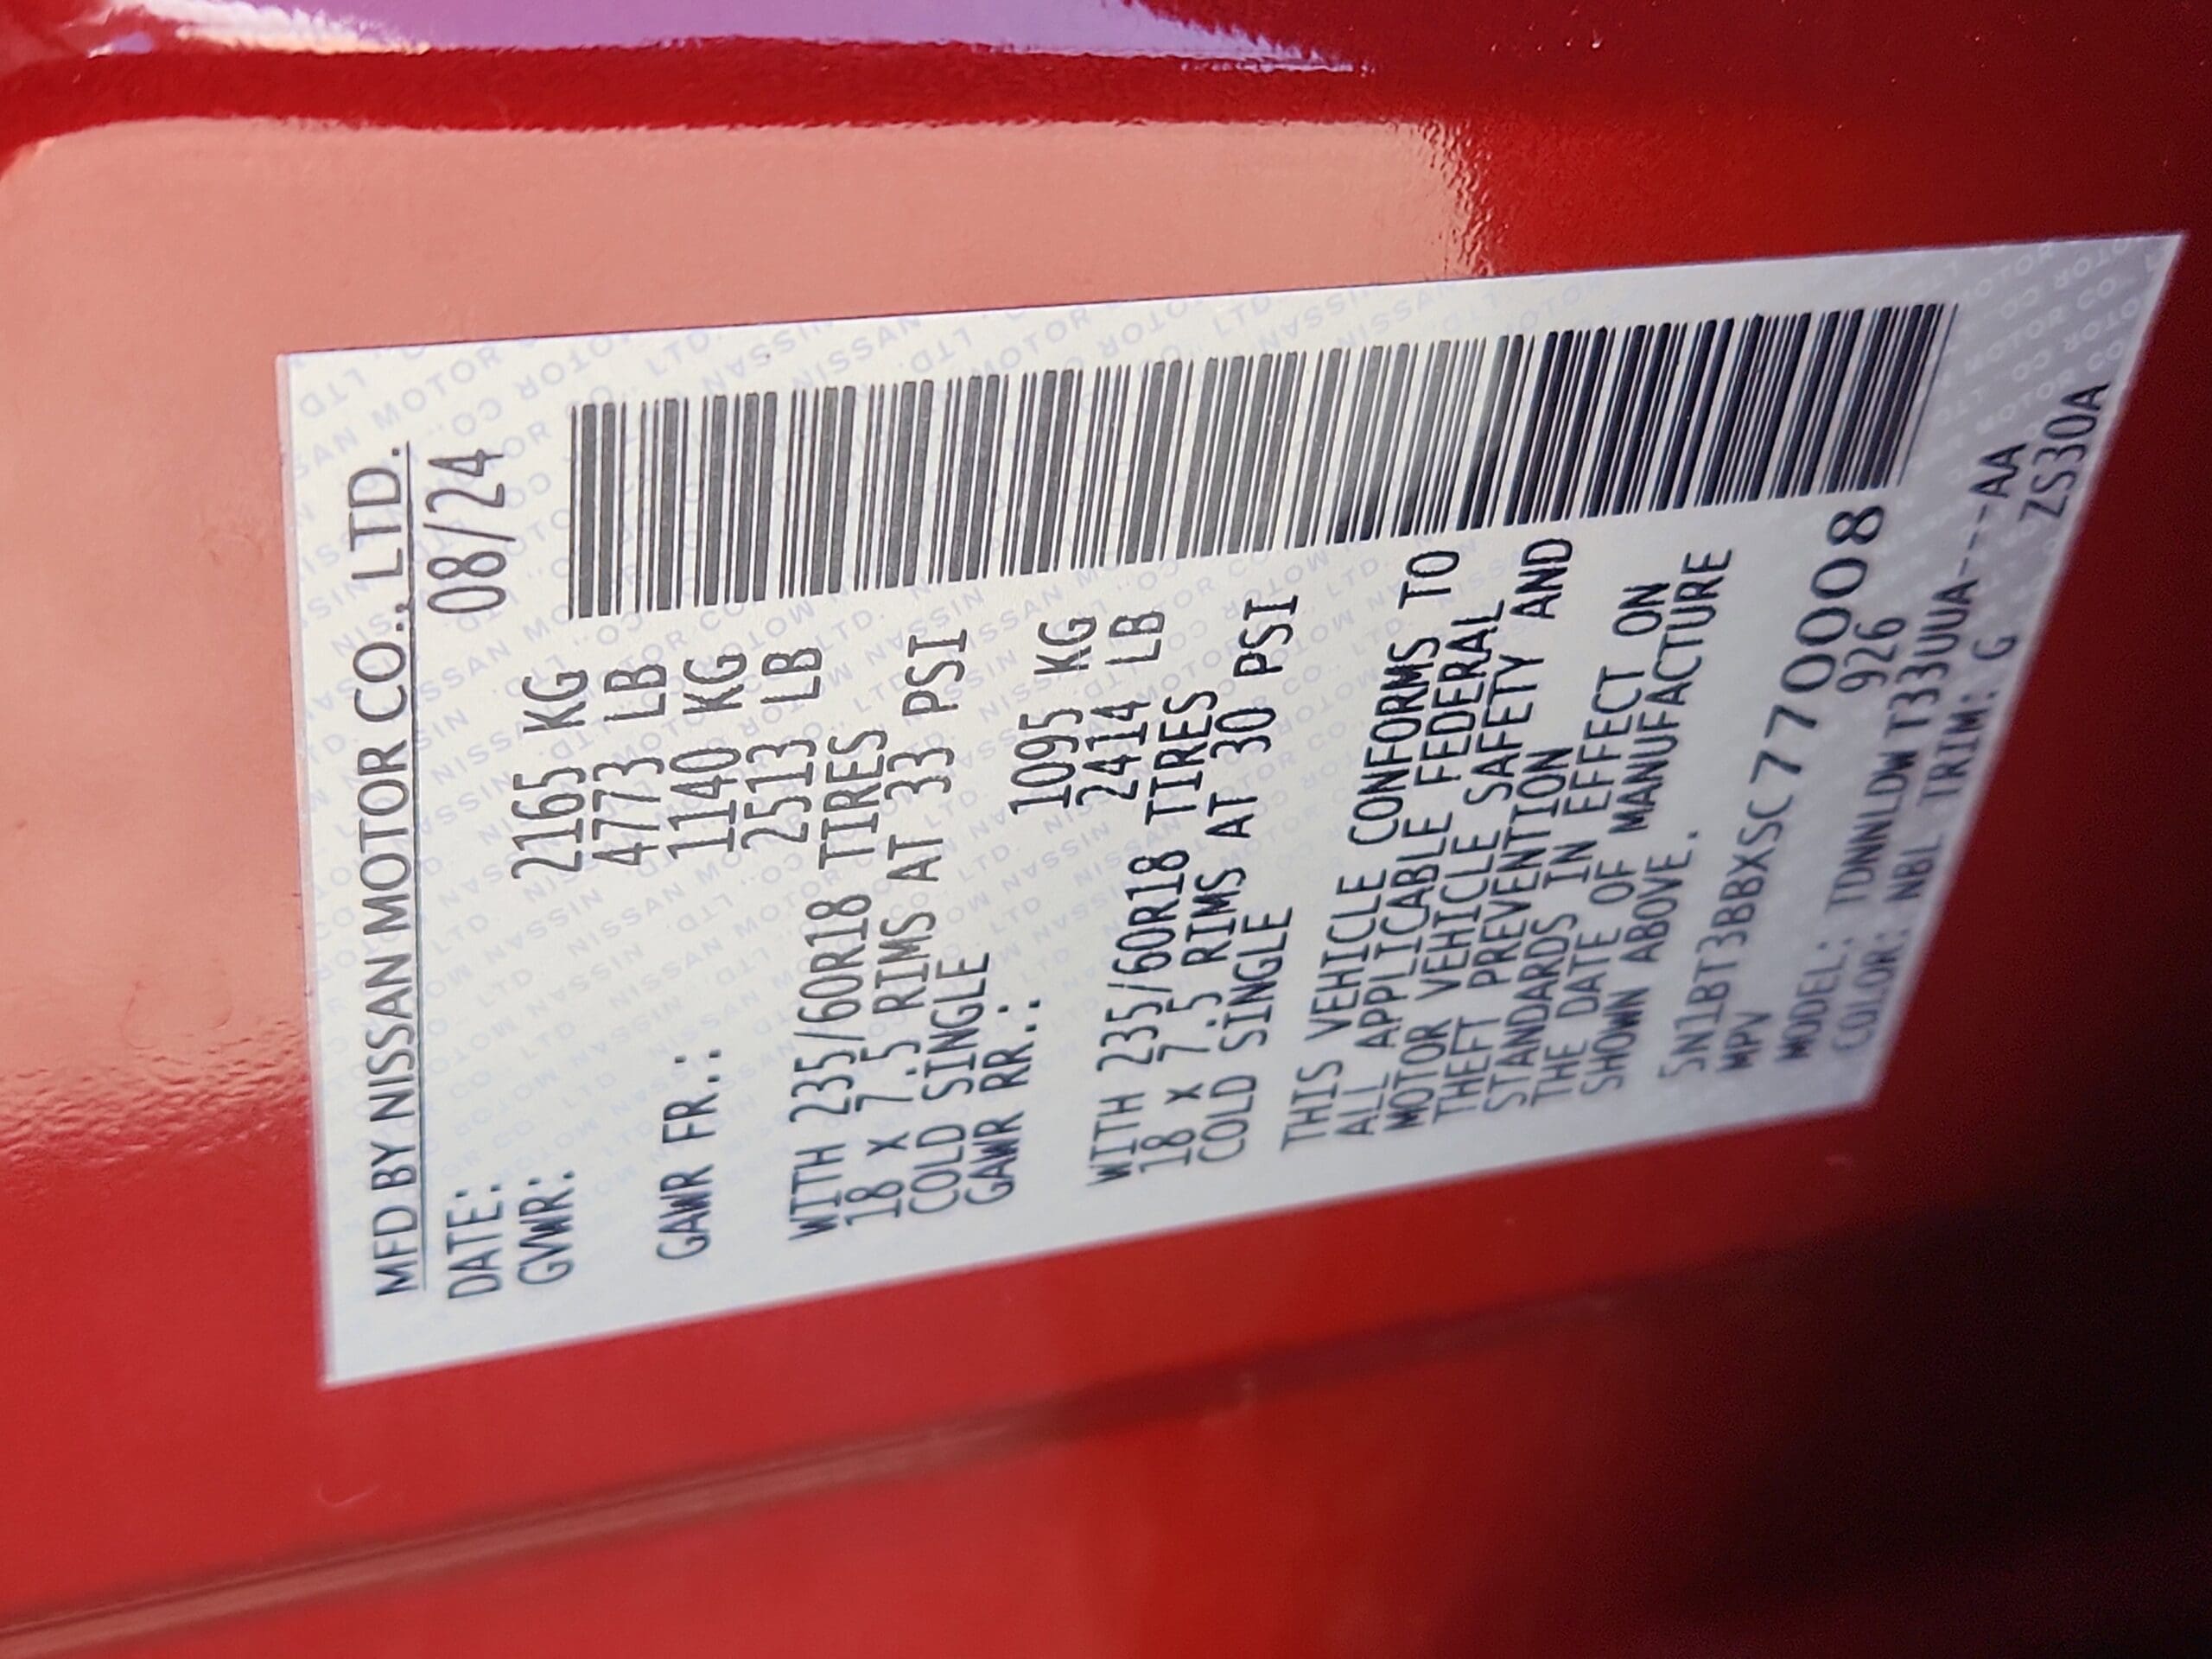 MFD BY NISSAN MOTOR CO., LTD.
DATE: 08/24
GVWR: 2165 KG
4773 LB
GAWR FR.: 1140 KG
2513 LB
WITH 235/60R18 TIRES
18 x 7.5 RIMS AT 33 PSI
COLD SINGLE
GAWR RR.: 1095 KG
2414 LB
WITH 235/60R18 TIRES
18 x 7.5 RIMS AT 30 PSI
COLD SINGLE
THIS VEHICLE CONFORMS TO
ALL APPLICABLE FEDERAL
MOTOR VEHICLE SAFETY AND
THEFT PREVENTION
STANDARDS IN EFFECT ON
THE DATE OF MANUFACTURE
SHOWN ABOVE.
5N1BT3BBXSC770008
MPV 926
MODEL: TDNNLDW T33UUA---AA
COLOR: NBL TRIM: G ZS30A